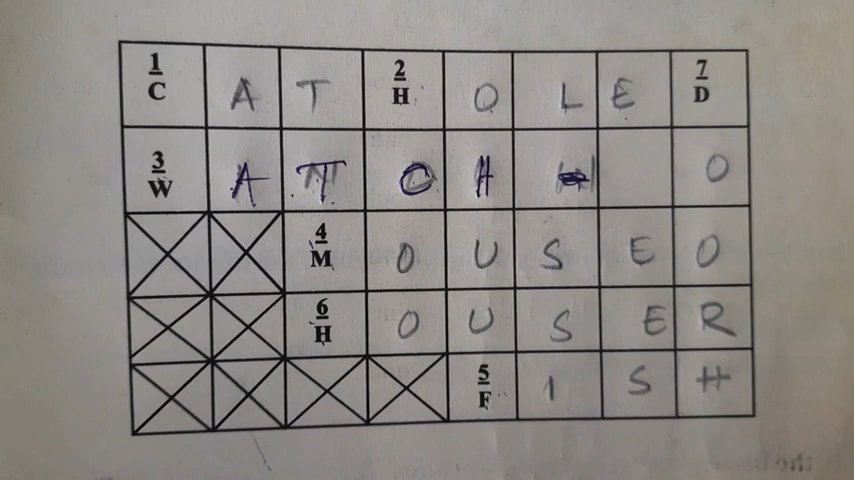 1 C A T 2 H O L E 7 D
3 W A T C H O
4 M O U S E O
6 H O U S E R
5 F I S H